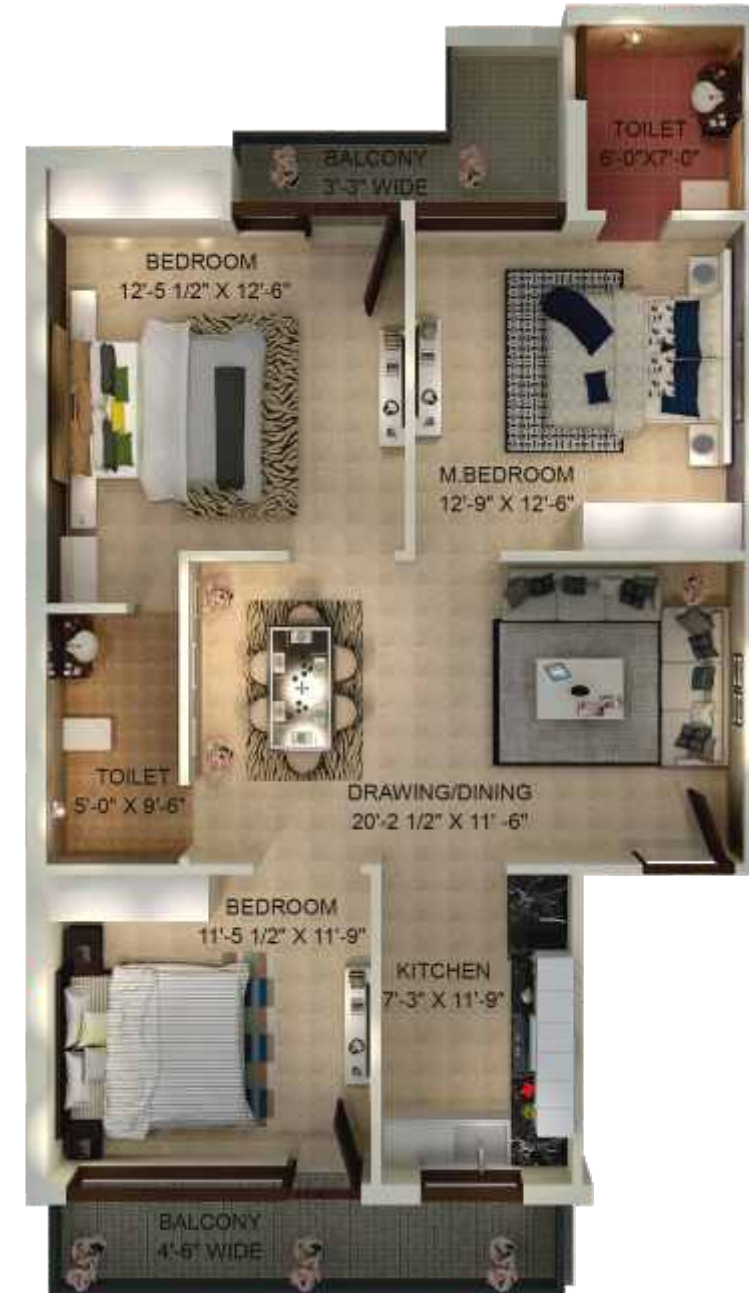 TOILET
6'-0"X7'-0"
BALCONY
3'-3" WIDE
BEDROOM
12'-5 1/2" X 12'-6"
M.BEDROOM
12'-9" X 12'-6"
TOILET
5'-0" X 9'-6"
DRAWING/DINING
20'-2 1/2" X 11' -6"
BEDROOM
11'-5 1/2" X 11'-9"
KITCHEN
7'-3" X 11'-9"
BALCONY
4'-6" WIDE